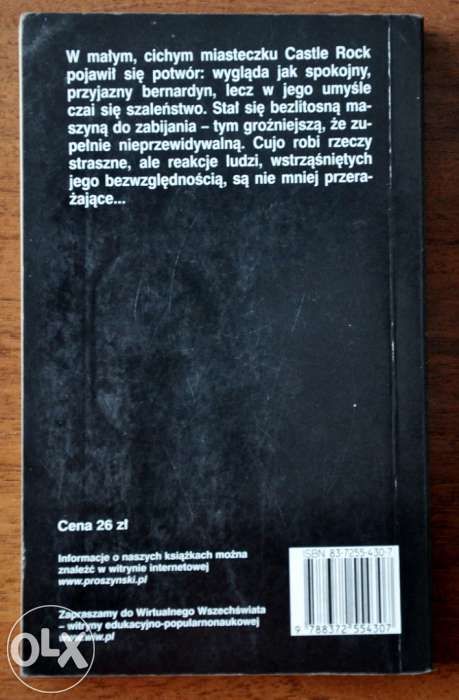 W małym, cichym miasteczku Castle Rock
pojawił się potwór: wygląda jak spokojny,
przyjazny bernardyn, lecz w jego umyśle
czai się szaleństwo. Stał się bezlitosną ma-
szyną do zabijania – tym groźniejszą, że zu-
pełnie nieprzewidywalną. Cujo robi rzeczy
straszne, ale reakcje ludzi, wstrząśniętych
jego bezwzględnością, są nie mniej przera-
żające...
Cena 26 zł
Informacje o naszych książkach można
znaleźć w witrynie internetowej
www.proszynski.pl
Zapraszamy do Wirtualnego Wszechświata
– witryny edukacyjno-popularnonaukowej
www.wiw.pl
ISBN 83-7255-430-7
9 788372 554307
OLX